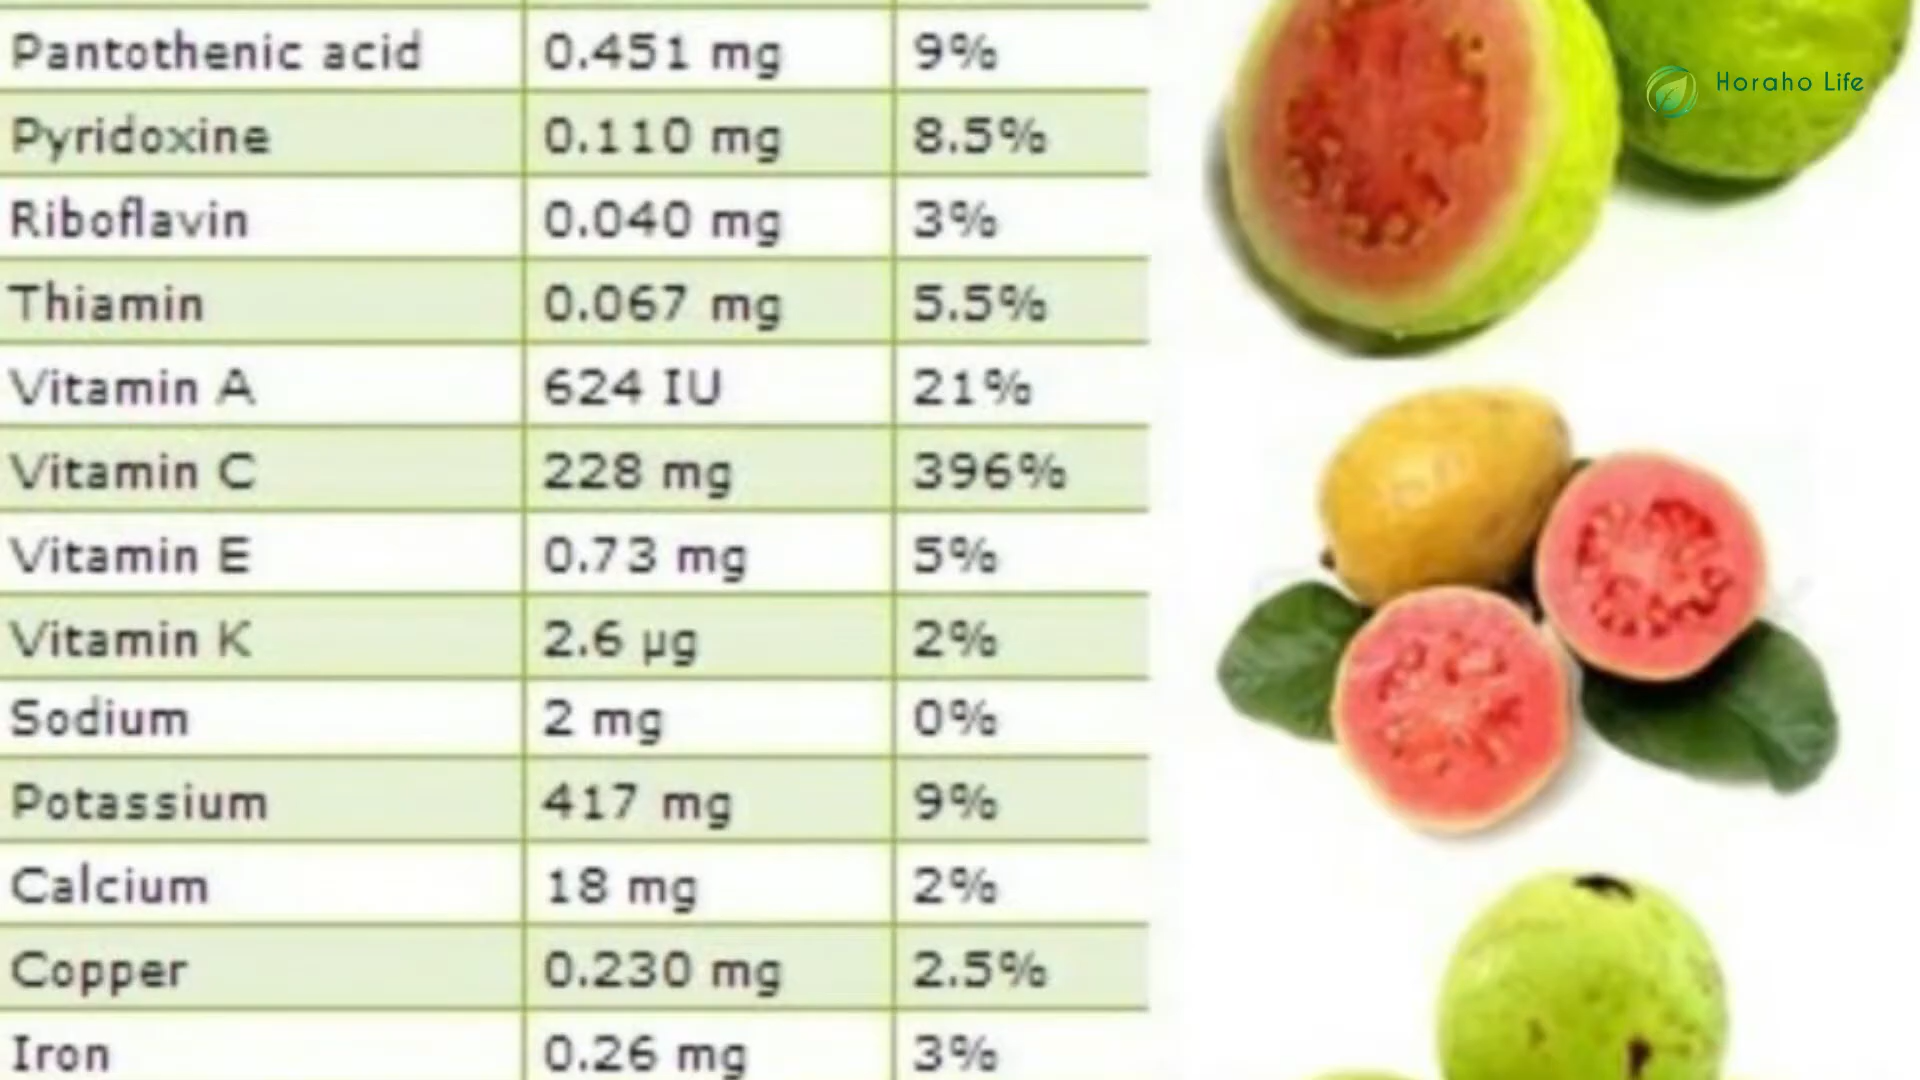 Pantothenic acid 0.451 mg 9%
Pyridoxine 0.110 mg 8.5%
Riboflavin 0.040 mg 3%
Thiamin 0.067 mg 5.5%
Vitamin A 624 IU 21%
Vitamin C 228 mg 396%
Vitamin E 0.73 mg 5%
Vitamin K 2.6 µg 2%
Sodium 2 mg 0%
Potassium 417 mg 9%
Calcium 18 mg 2%
Copper 0.230 mg 2.5%
Iron 0.26 mg 3%
Horaho Life